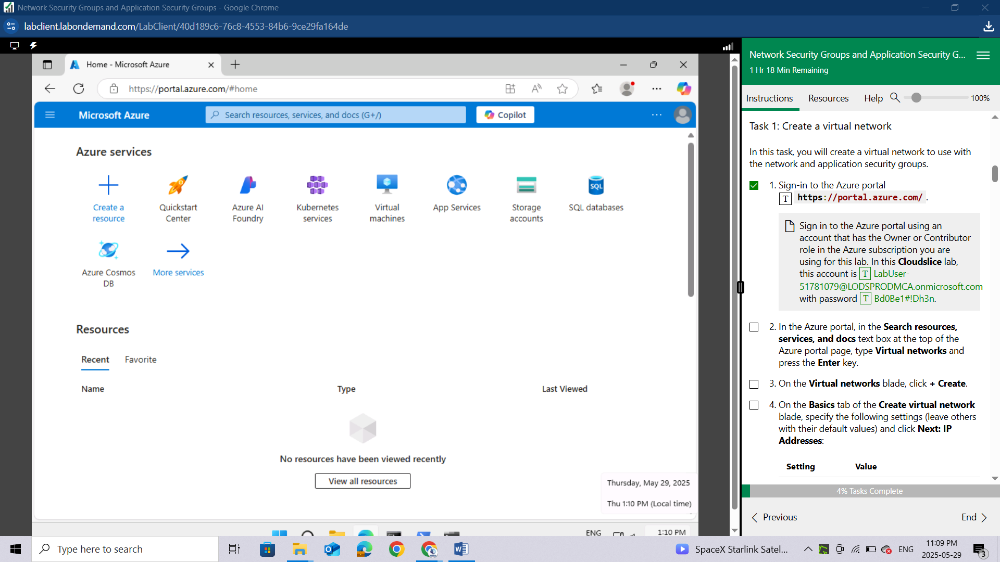 Network Security Groups and Application Security Groups - Google Chrome
labclient.labondemand.com/LabClient/40d189c6-76c8-4553-84b6-9ce29fa164de
Home - Microsoft Azure
https://portal.azure.com/#home
Microsoft Azure
Search resources, services, and docs (G+/)
Copilot
Azure services
Create a resource
Quickstart Center
Azure AI Foundry
Kubernetes services
Virtual machines
App Services
Storage accounts
SQL
SQL databases
Azure Cosmos DB
More services
Resources
Recent
Favorite
Name
Type
Last Viewed
No resources have been viewed recently
View all resources
Thursday, May 29, 2025
Thu 1:10 PM (Local time)
ENG
1:10 PM
Network Security Groups and Application Security G...
1 Hr 18 Min Remaining
Instructions
Resources
Help
100%
Task 1: Create a virtual network
In this task, you will create a virtual network to use with
the network and application security groups.
1. Sign-in to the Azure portal
T https://portal.azure.com/ .
Sign in to the Azure portal using an
account that has the Owner or Contributor
role in the Azure subscription you are
using for this lab. In this Cloudslice lab,
this account is T LabUser-
51781079@LODSPRODMCA.onmicrosoft.com
with password T Bd0Be1#!Dh3n.
2. In the Azure portal, in the Search resources,
services, and docs text box at the top of the
Azure portal page, type Virtual networks and
press the Enter key.
3. On the Virtual networks blade, click + Create.
4. On the Basics tab of the Create virtual network
blade, specify the following settings (leave others
with their default values) and click Next: IP
Addresses:
Setting
Value
4% Tasks Complete
Previous
End
Type here to search
SpaceX Starlink Satel...
ENG
11:09 PM
2025-05-29
3